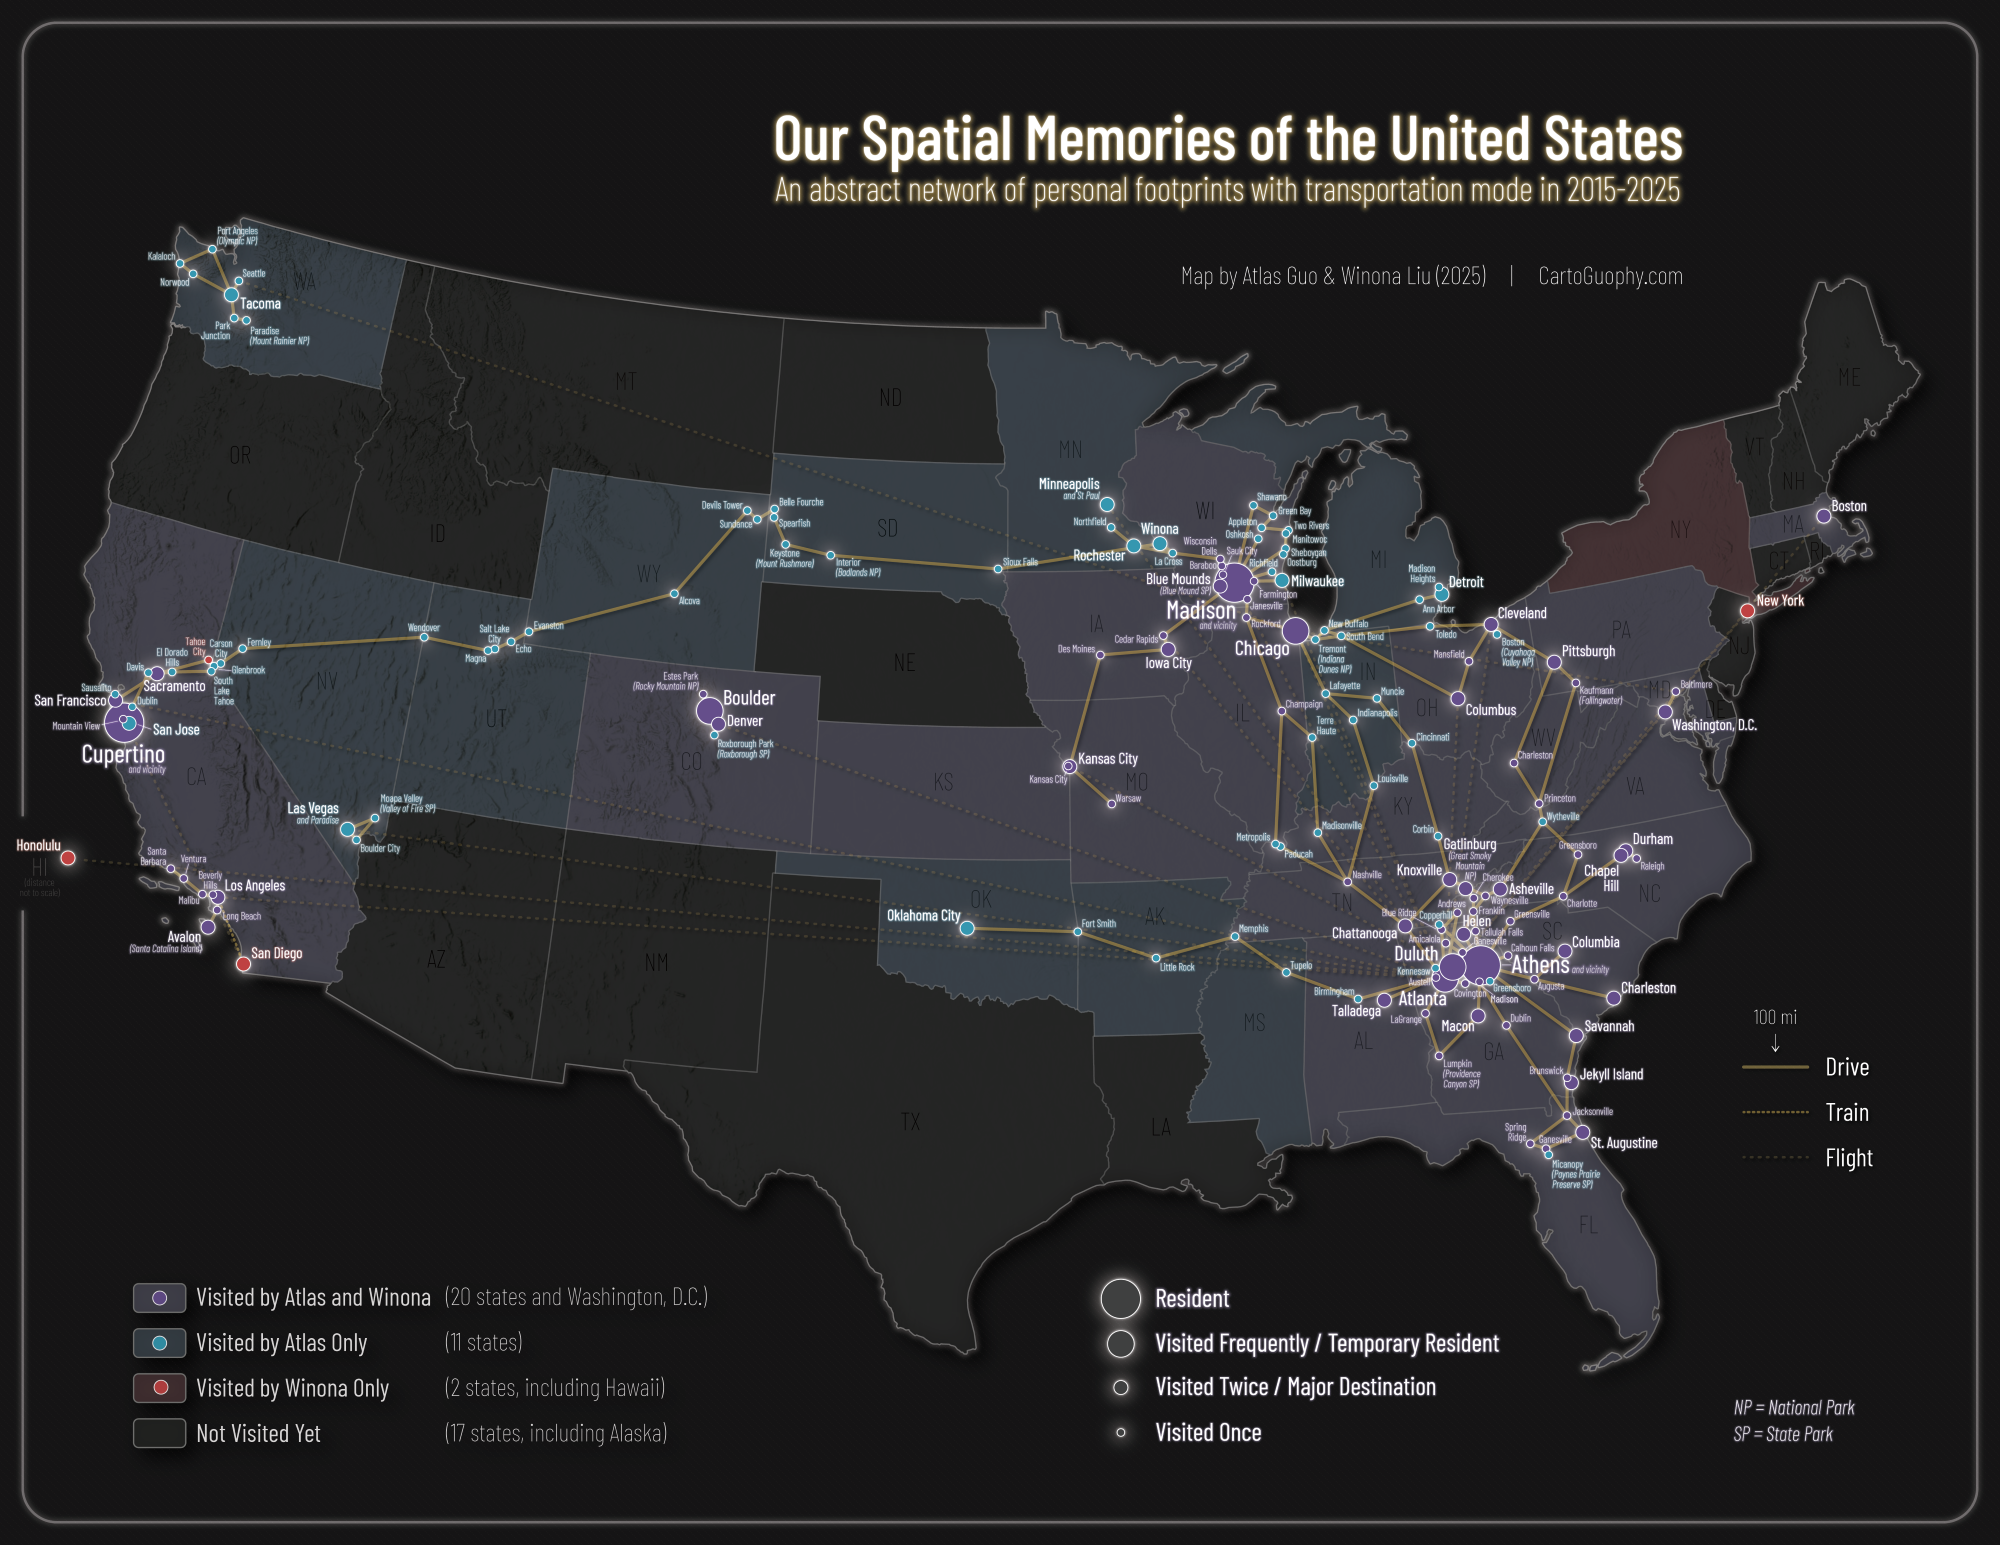 Our Spatial Memories of the United States
An abstract network of personal footprints with transportation mode in 2015-2025
Map by Atlas Guo & Winona Liu (2025) | CartoGuophy.com
Port Angeles
(Olympic NP)
Kalaloch
Norwood
Seattle
WA
Tacoma
Park
Junction
Paradise
(Mount Rainier NP)
OR
ID
MT
ND
MN
WI
MI
ME
VT
NH
NY
MA
CT
RI
Boston
New York
NJ
PA
MD
DE
Minneapolis
and St Paul
Northfield
Winona
Rochester
La Cross
Devils Tower
Belle Fourche
Sundance
Spearfish
Keystone
(Mount Rushmore)
Interior
(Badlands NP)
SD
Sioux Falls
WY
Alcova
Shawano
Green Bay
Appleton
Oshkosh
Two Rivers
Manitowoc
Sheboygan
Oostburg
Wisconsin
Dells
Sauk City
Baraboo
Richfield
Blue Mounds
(Blue Mound SP)
Milwaukee
Farmington
Madison
and vicinity
Janesville
Rockford
Chicago
Madison
Heights
Detroit
Ann Arbor
New Buffalo
South Bend
Toledo
Tremont
(Indiana
Dunes NP)
Cleveland
Boston
(Cuyahoga
Valley NP)
Mansfield
Pittsburgh
Kaufmann
(Fallingwater)
Baltimore
Washington, D.C.
Columbus
OH
IN
Lafayette
Muncie
Indianapolis
Terre
Haute
Champaign
IL
Cincinnati
Louisville
WV
Charleston
VA
KY
Princeton
Wytheville
IA
Cedar Rapids
Des Moines
Iowa City
NE
Wendover
Salt Lake
City
Magna
Echo
Evanston
Tahoe
City
Carson
City
Fernley
El Dorado
Hills
Glenbrook
South
Lake
Tahoe
Davis
Sacramento
Sausalito
San Francisco
Dublin
Mountain View
San Jose
Cupertino
and vicinity
CA
NV
UT
Estes Park
(Rocky Mountain NP)
Boulder
Denver
Roxborough Park
(Roxborough SP)
CO
KS
Kansas City
Kansas City
MO
Warsaw
Las Vegas
and Paradise
Moapa Valley
(Valley of Fire SP)
Boulder City
Honolulu
HI
(distance
not to scale)
Santa
Barbara
Ventura
Beverly
Hills
Malibu
Los Angeles
Long Beach
Avalon
(Santa Catalina Island)
San Diego
AZ
NM
OK
Oklahoma City
Fort Smith
AK
Little Rock
Memphis
Tupelo
Birmingham
Talladega
Metropolis
Paducah
Madisonville
Nashville
TN
Corbin
Gatlinburg
(Great Smoky
Mountain
NP)
Knoxville
Cherokee
Asheville
Waynesville
Greensboro
Durham
Raleigh
Chapel
Hill
Charlotte
NC
Andrews
Blue Ridge
Copperhill
Franklin
Greensville
Chattanooga
Helen
Tallulah Falls
Amicalola
Ganesville
SC
Columbia
Calhoun Falls
Duluth
Athens
and vicinity
Kennesaw
Austell
Covington
Greensboro
Madison
Augusta
Charleston
Atlanta
LaGrange
Macon
Dublin
Savannah
Lumpkin
(Providence
Canyon SP)
GA
AL
MS
LA
TX
Brunswick
Jekyll Island
Jacksonville
Spring
Ridge
Ganesville
St. Augustine
Micanopy
(Paynes Prairie
Preserve SP)
FL
100 mi
↓
Drive
Train
Flight
Visited by Atlas and Winona (20 states and Washington, D.C.)
Visited by Atlas Only (11 states)
Visited by Winona Only (2 states, including Hawaii)
Not Visited Yet (17 states, including Alaska)
Resident
Visited Frequently / Temporary Resident
Visited Twice / Major Destination
Visited Once
NP = National Park
SP = State Park